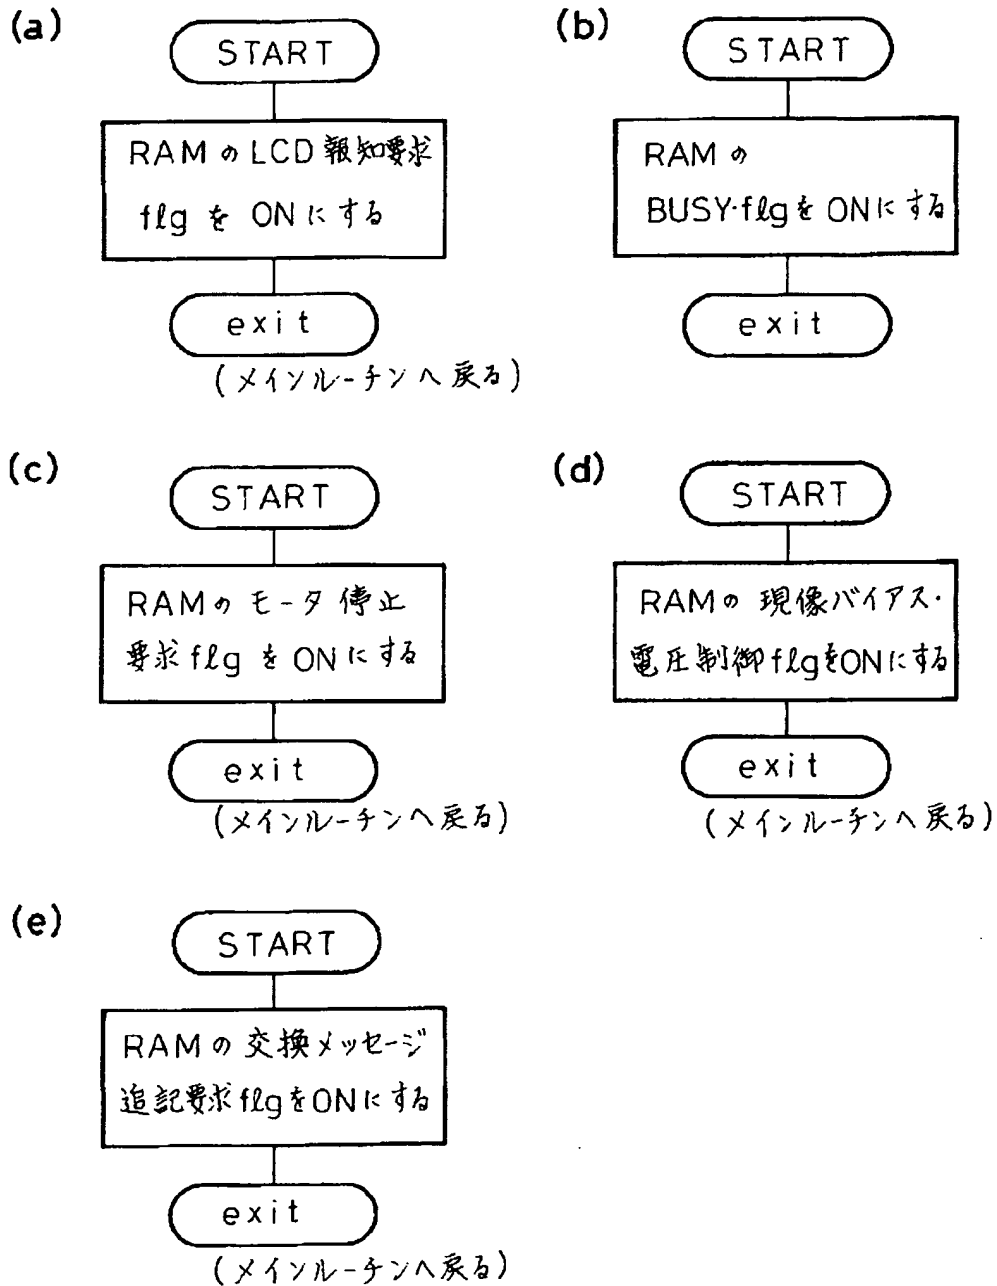 (a)
START
RAMのLCD報知要求
flgをONにする
exit
(メインルーチンへ戻る)
(b)
START
RAMの
BUSY·flgをONにする
exit
(c)
START
RAMのモータ停止
要求flgをONにする
exit
(メインルーチンへ戻る)
(d)
START
RAMの現像バイアス·
電圧制御flgをONにする
exit
(メインルーチンへ戻る)
(e)
START
RAMの交換メッセージ
追記要求flgをONにする
exit
(メインルーチンへ戻る)